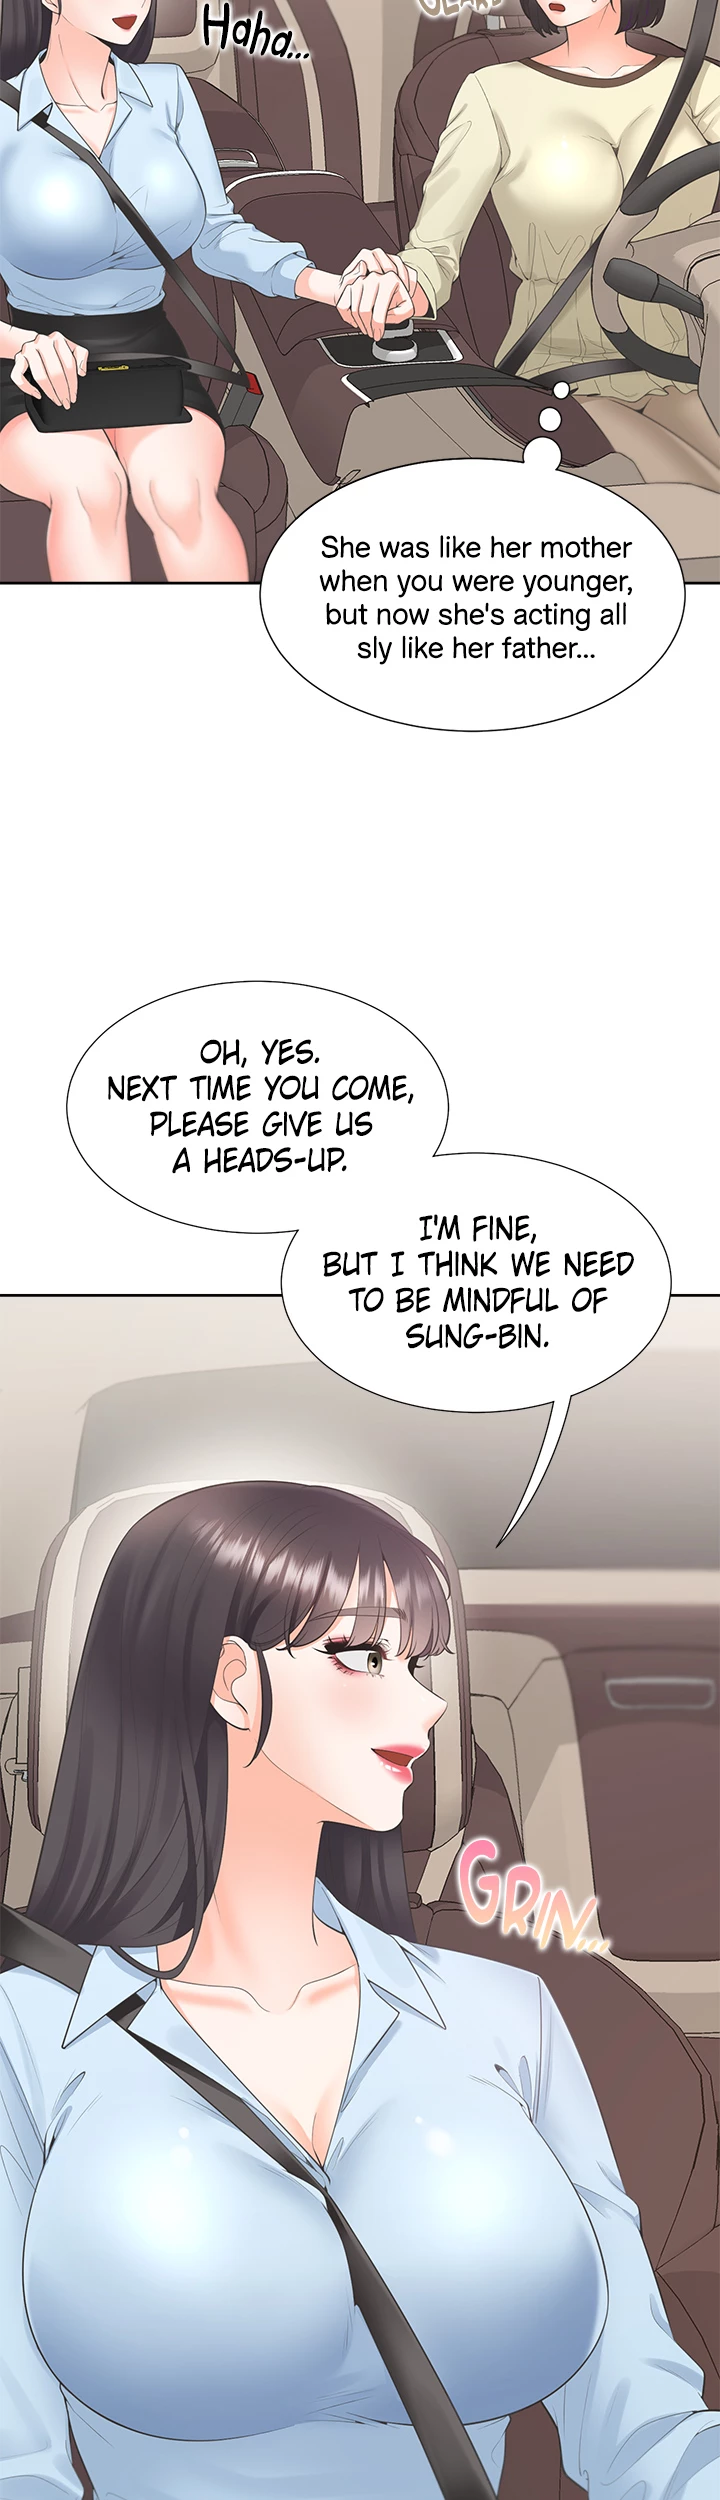 Haha...
GLARE
She was like her mother
when you were younger,
but now she's acting all
sly like her father...
OH, YES.
NEXT TIME YOU COME,
PLEASE GIVE US
A HEADS-UP.
I'M FINE,
BUT I THINK WE NEED
TO BE MINDFUL OF
SUNG-BIN.
GRIN...